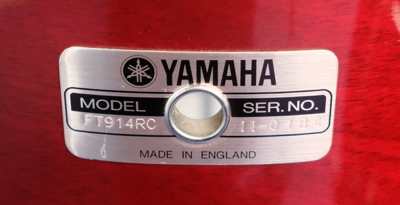 YAMAHA
MODEL SER. NO.
FT914RC
MADE IN ENGLAND